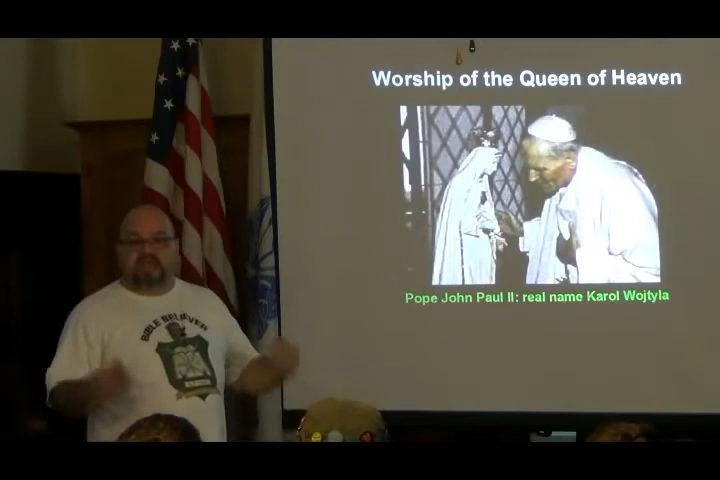 Worship of the Queen of Heaven
Pope John Paul II: real name Karol Wojtyla
BIBLE BELIEVER